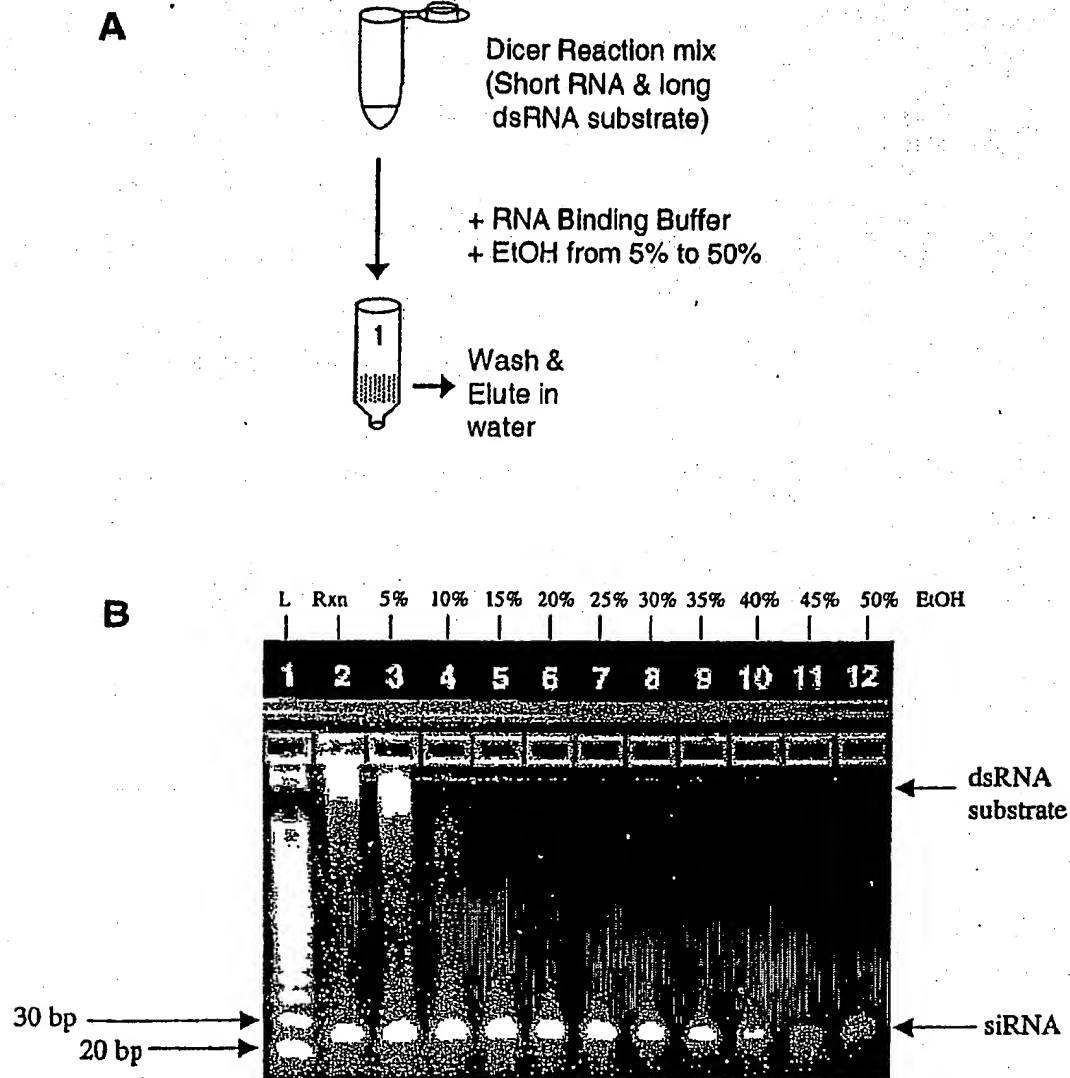 A
Dicer Reaction mix
(Short RNA & long
dsRNA substrate)
+ RNA Binding Buffer
+ EtOH from 5% to 50%
1
Wash &
Elute in
water
B
L Rxn 5% 10% 15% 20% 25% 30% 35% 40% 45% 50% EtOH
1 2 3 4 5 6 7 8 9 10 11 12
dsRNA
substrate
30 bp
siRNA
20 bp